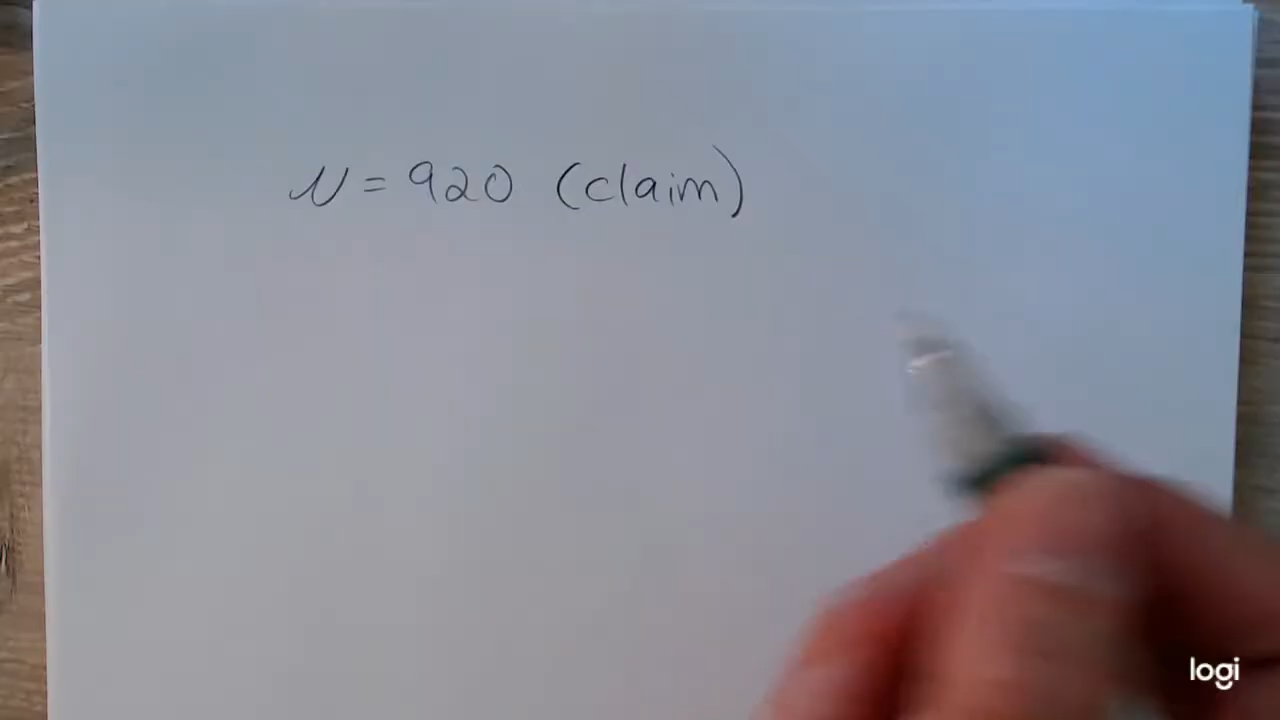 μ = 920 (claim)
logi